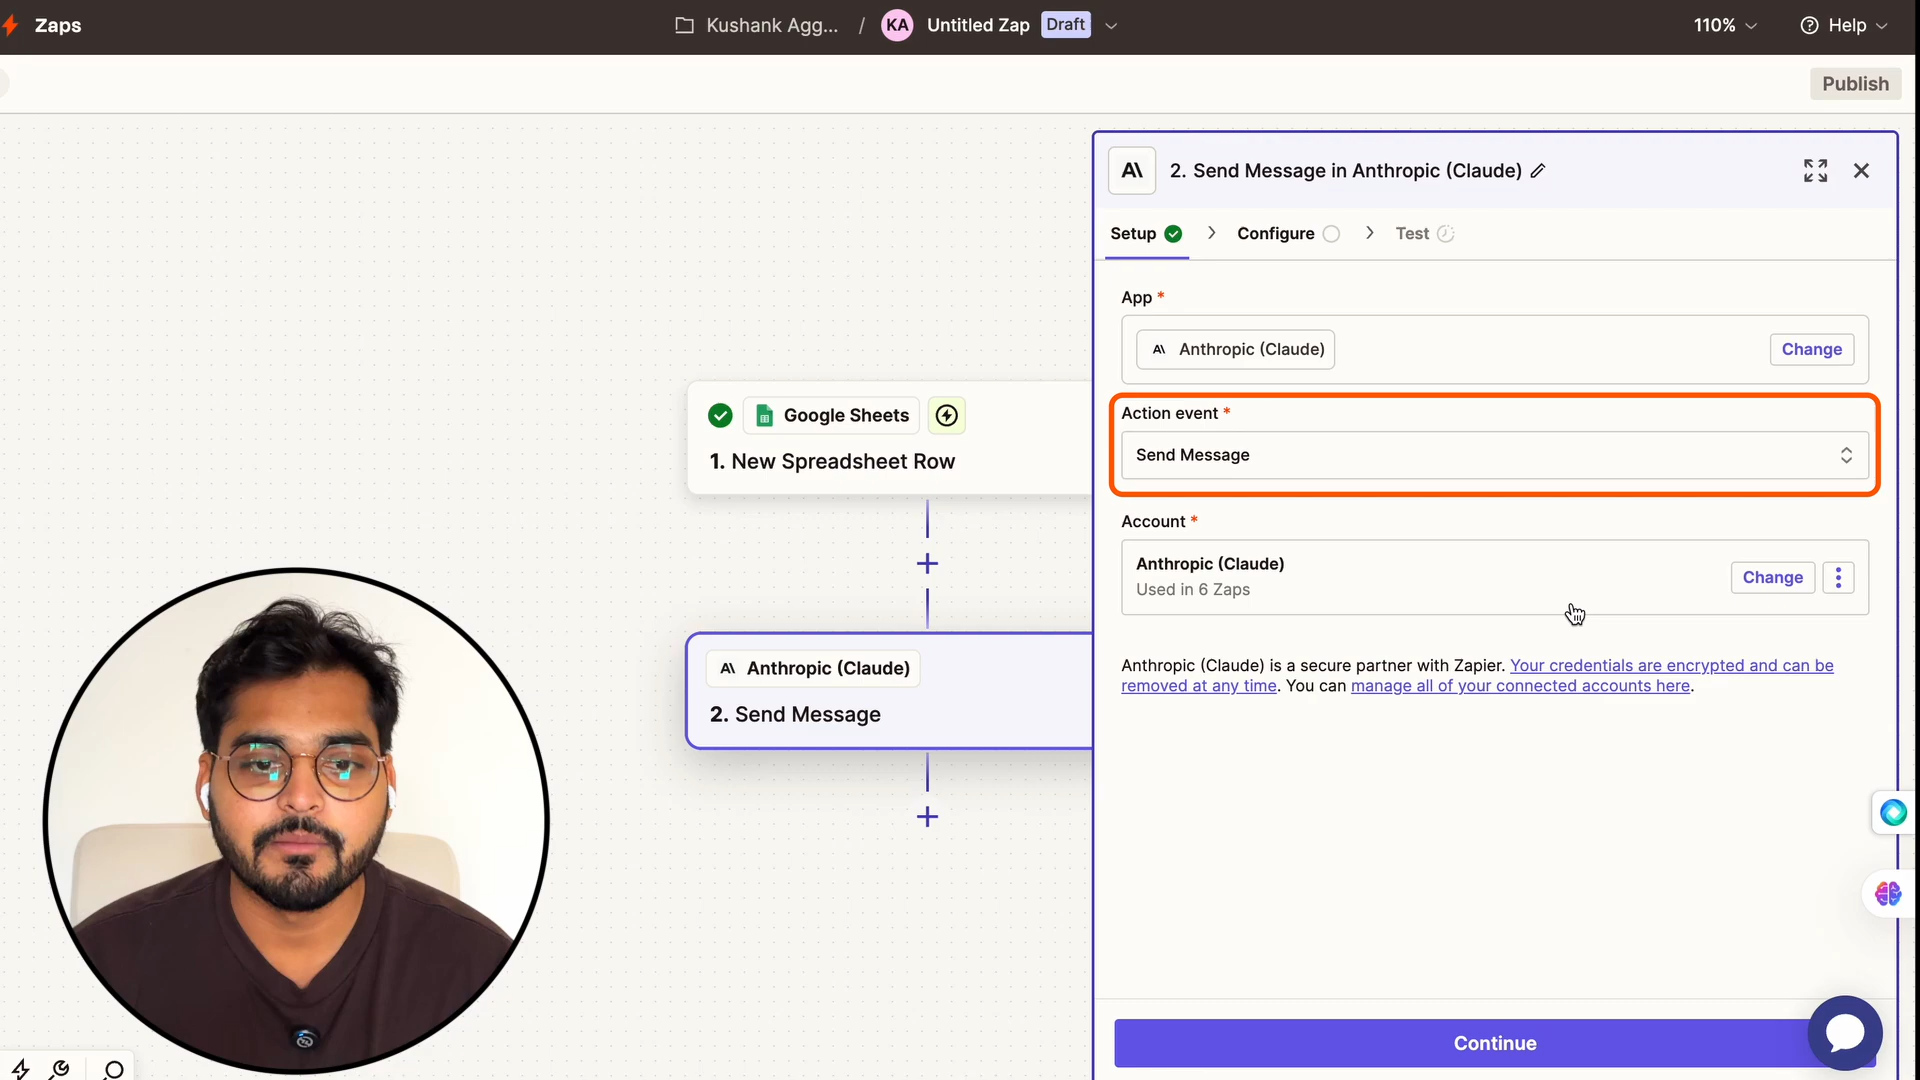 Zaps
Kushank Agg... / KA Untitled Zap Draft
110%
Help
Publish
2. Send Message in Anthropic (Claude)
Setup
Configure
Test
App *
Anthropic (Claude)
Change
Action event *
Send Message
Account *
Anthropic (Claude)
Used in 6 Zaps
Change
Anthropic (Claude) is a secure partner with Zapier. Your credentials are encrypted and can be
removed at any time. You can manage all of your connected accounts here.
Continue
Google Sheets
1. New Spreadsheet Row
Anthropic (Claude)
2. Send Message